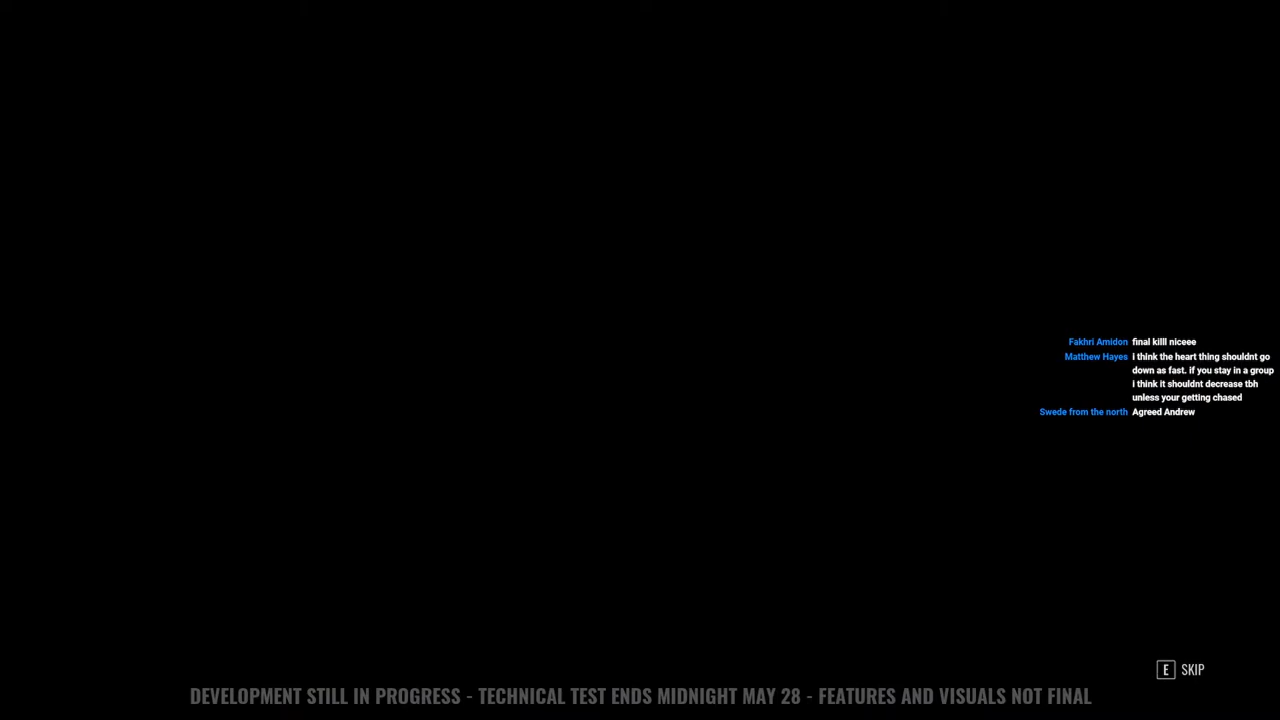 Fakhri Amidon final killl niceee
Matthew Hayes i think the heart thing shouldnt go
down as fast. if you stay in a group
i think it shouldnt decrease tbh
unless your getting chased
Swede from the north Agreed Andrew
E SKIP
DEVELOPMENT STILL IN PROGRESS - TECHNICAL TEST ENDS MIDNIGHT MAY 28 - FEATURES AND VISUALS NOT FINAL